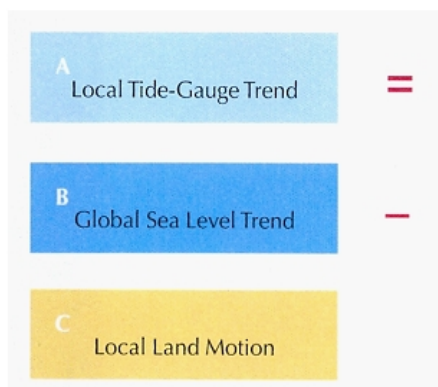 A
Local Tide-Gauge Trend =
B
Global Sea Level Trend –
C
Local Land Motion